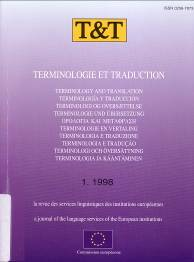 ISSN 0256-7873
T&T
TERMINOLOGIE ET TRADUCTION
TERMINOLOGY AND TRANSLATION
TERMINOLOGÍA Y TRADUCCIÓN
TERMINOLOGI OG OVERSÆTTELSE
TERMINOLOGIE UND ÜBERSETZUNG
ΟΡΟΛΟΓΙΑ ΚΑΙ ΜΕΤΑΦΡΑΣΗ
TERMINOLOGIE EN VERTALING
TERMINOLOGIA E TRADUZIONE
TERMINOLOGIA E TRADUÇÃO
TERMINOLOGI OCH ÖVERSÄTTNING
TERMINOLOGIA JA KÄÄNTÄMINEN
1. 1998
la revue des services linguistiques des institutions européennes
a journal of the language services of the European institutions
Commission européenne